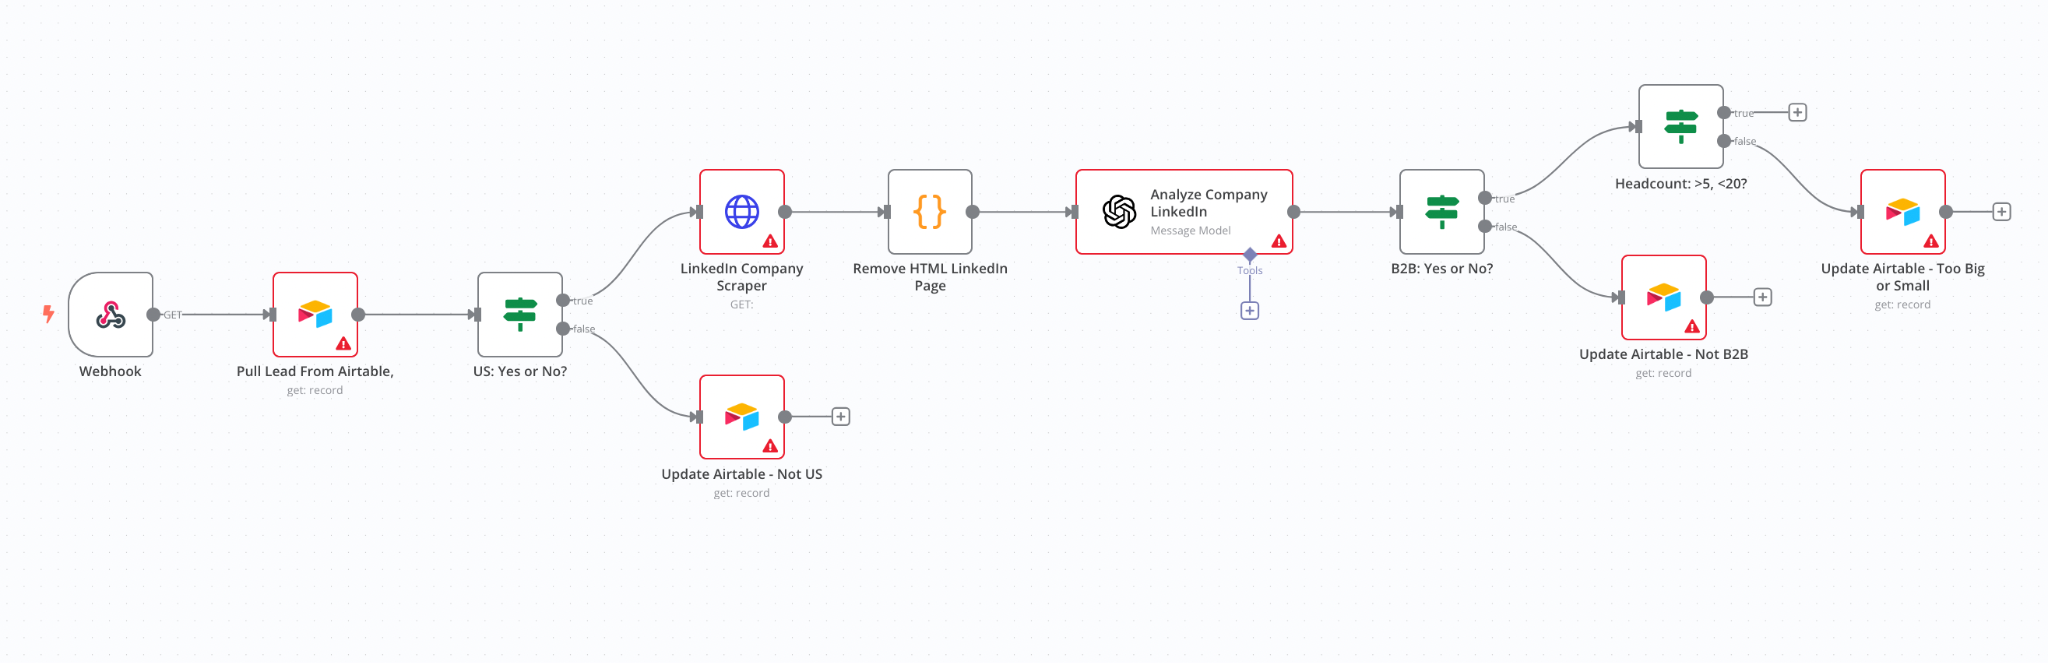 GET
Webhook
Pull Lead From Airtable,
get: record
true
false
US: Yes or No?
LinkedIn Company
Scraper
GET:
Update Airtable - Not US
get: record
Remove HTML LinkedIn
Page
Analyze Company
LinkedIn
Message Model
Tools
true
false
B2B: Yes or No?
true
false
Headcount: >5, <20?
Update Airtable - Not B2B
get: record
Update Airtable - Too Big
or Small
get: record